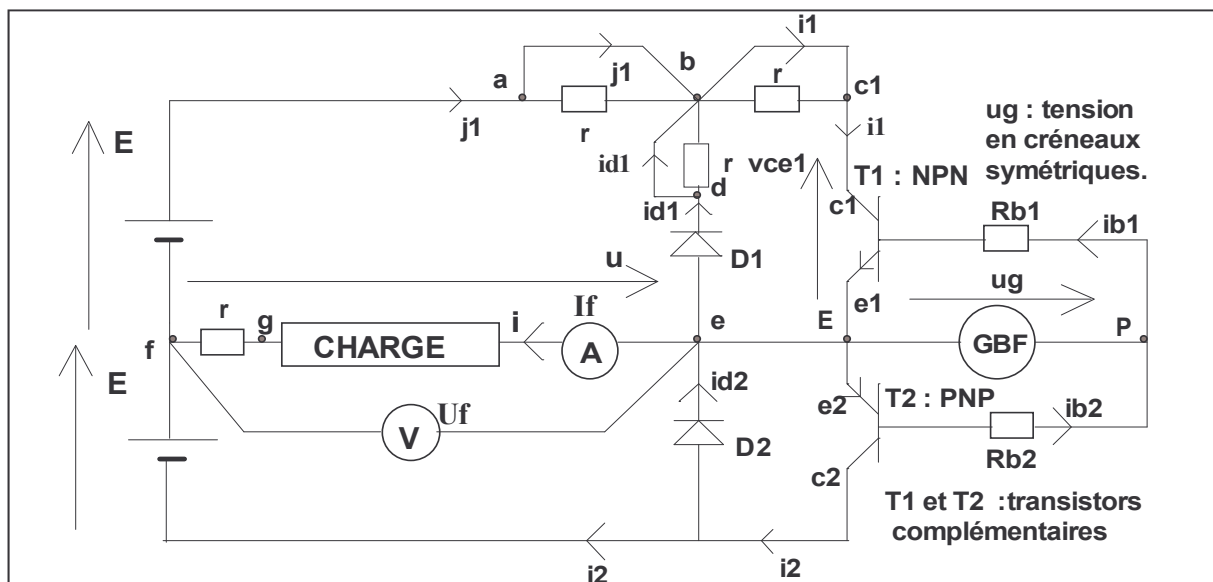 i1
b
a
j1
r
c1
E
j1
r
i1
ug : tension
en créneaux
symétriques.
id1
r
vce1
T1 : NPN
d
c1
id1
Rb1
ib1
D1
u
ug
e1
If
r
g
i
e
E
P
f
CHARGE
A
GBF
E
id2
e2
T2 : PNP
Uf
ib2
V
D2
Rb2
c2
T1 et T2 :transistors
complémentaires
i2
i2